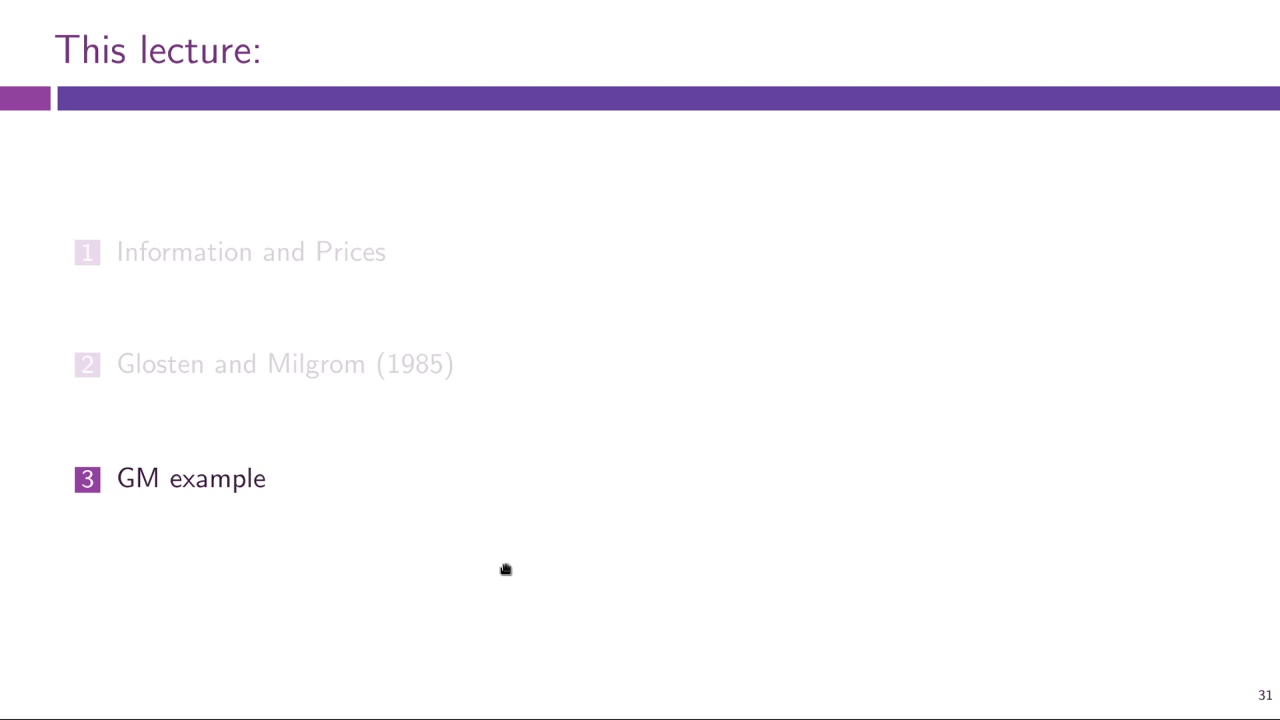 This lecture:
1 Information and Prices
2 Glosten and Milgrom (1985)
3 GM example
31